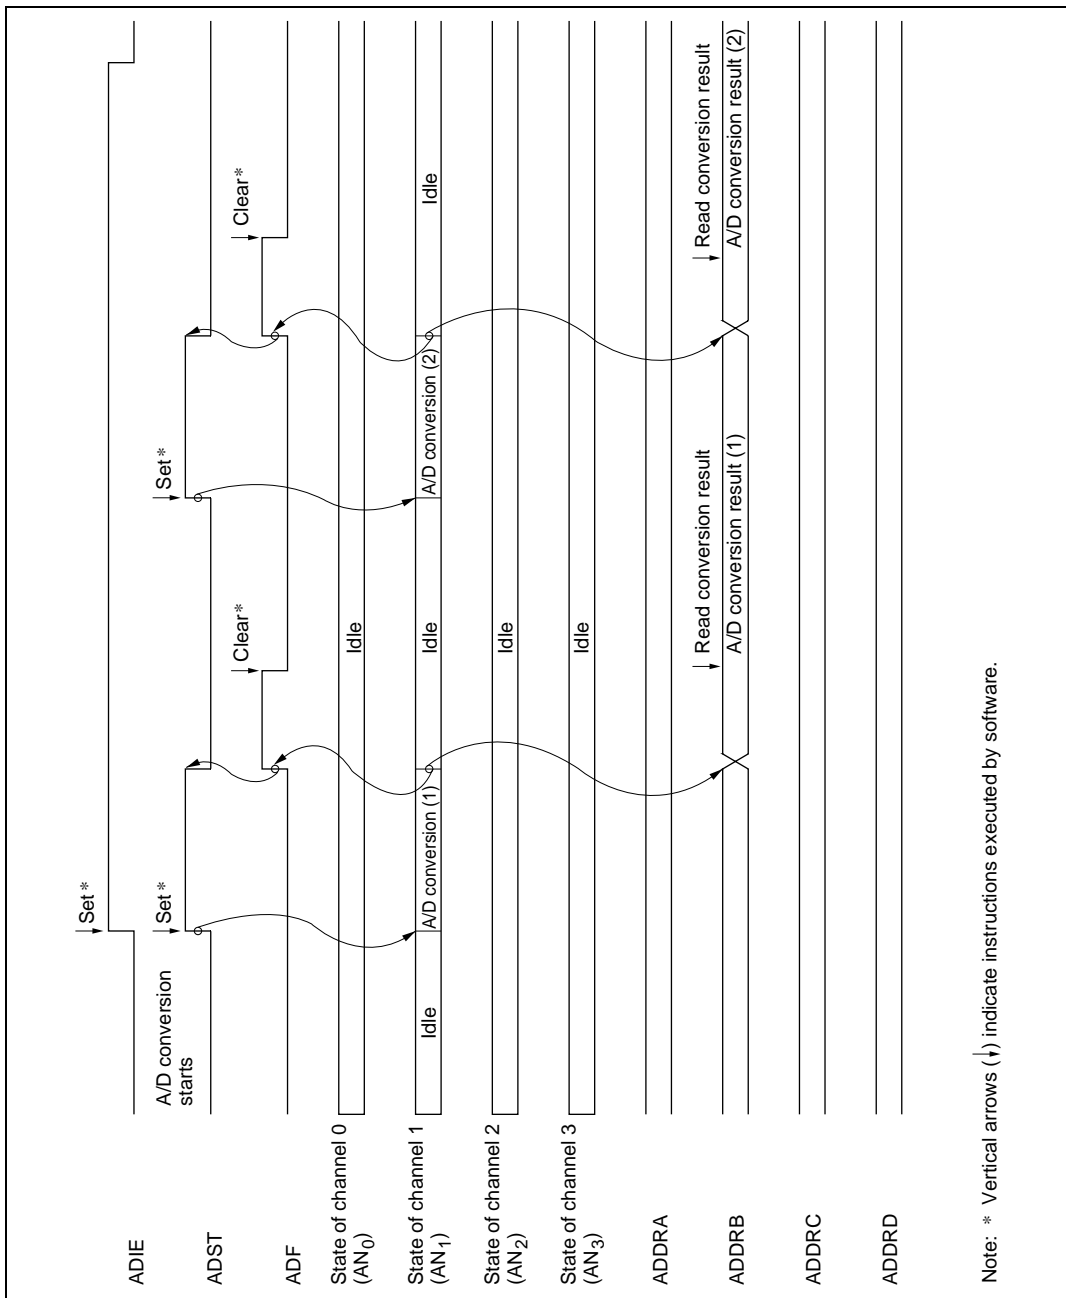 ADIE
Set *
ADST
A/D conversion
starts
Set *
Set *
ADF
Clear *
Clear *
State of channel 0
(AN0)
Idle
State of channel 1
(AN1)
Idle
A/D conversion (1)
Idle
A/D conversion (2)
Idle
State of channel 2
(AN2)
Idle
State of channel 3
(AN3)
Idle
ADDRA
ADDRB
Read conversion result
A/D conversion result (1)
Read conversion result
A/D conversion result (2)
ADDRC
ADDRD
Note: * Vertical arrows (↓) indicate instructions executed by software.